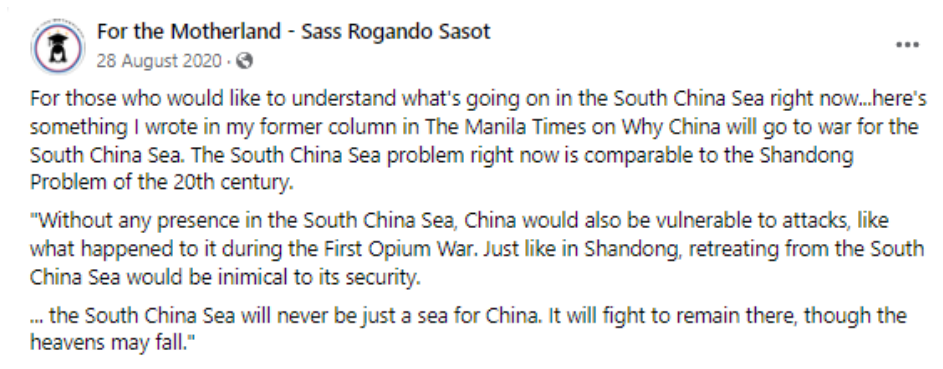 For the Motherland - Sass Rogando Sasot
28 August 2020 ·
For those who would like to understand what's going on in the South China Sea right now...here's
something I wrote in my former column in The Manila Times on Why China will go to war for the
South China Sea. The South China Sea problem right now is comparable to the Shandong
Problem of the 20th century.
"Without any presence in the South China Sea, China would also be vulnerable to attacks, like
what happened to it during the First Opium War. Just like in Shandong, retreating from the South
China Sea would be inimical to its security.
... the South China Sea will never be just a sea for China. It will fight to remain there, though the
heavens may fall."